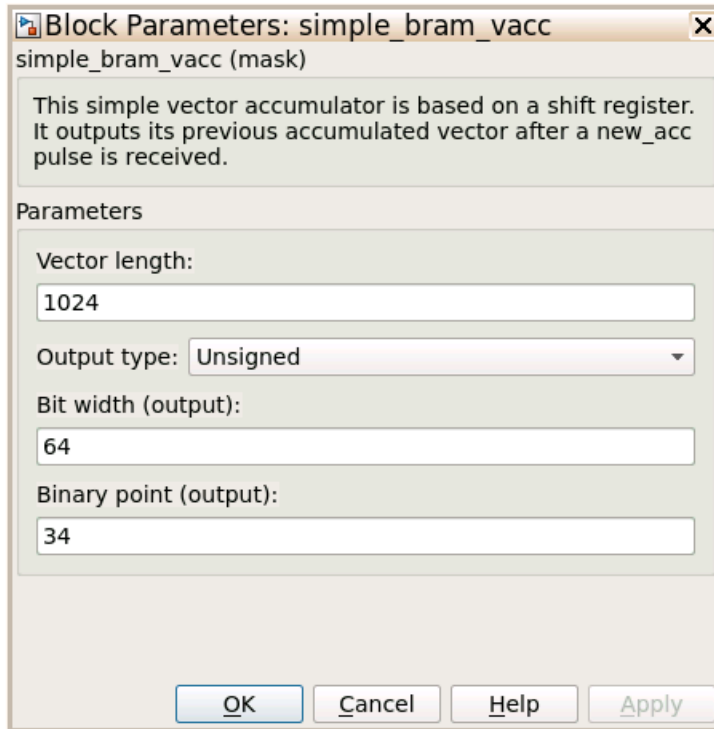 Block Parameters: simple_bram_vacc
simple_bram_vacc (mask)
This simple vector accumulator is based on a shift register.
It outputs its previous accumulated vector after a new_acc
pulse is received.
Parameters
Vector length:
1024
Output type: Unsigned
Bit width (output):
64
Binary point (output):
34
OK Cancel Help Apply